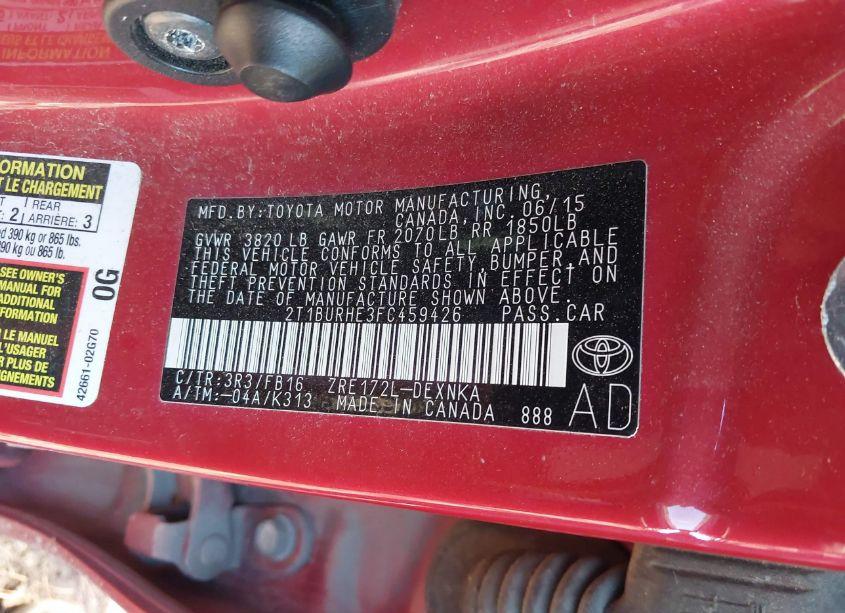 MFD.BY:TOYOTA MOTOR MANUFACTURING,
CANADA,INC. 06/15
GVWR 3820 LB GAWR FR 2070LB RR 1850LB
THIS VEHICLE CONFORMS TO ALL APPLICABLE
FEDERAL MOTOR VEHICLE SAFETY, BUMPER, AND
THEFT PREVENTION STANDARDS IN EFFECT ON
THE DATE OF MANUFACTURE SHOWN ABOVE.
2T1BURHE3FC459426 PASS.CAR
C/TR:3R3/FB16 ZRE172L-DEXNKA
A/TM:-04A/K313 MADE IN CANADA 888
AD
ORMATION
LE CHARGEMENT
REAR
2 ARRIÈRE: 3
390 kg or 865 lbs.
kg ou 865 lb.
SEE OWNER'S
MANUAL FOR
ADDITIONAL
INFORMATION
LE MANUEL
L'USAGER
PLUS DE
0G
42661-02G70
INFORMATION